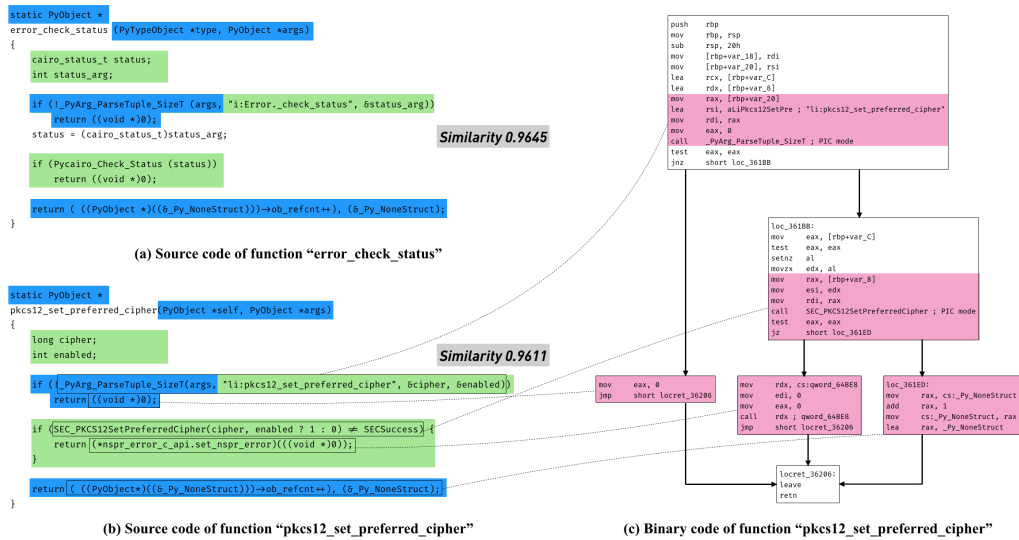 static PyObject *
error_check_status (PyTypeObject *type, PyObject *args)
{
cairo_status_t status;
int status_arg;
if (!_PyArg_ParseTuple_SizeT (args, "i:Error._check_status", &status_arg))
return ((void *)0);
status = (cairo_status_t)status_arg;
if (Pycairo_Check_Status (status))
return ((void *)0);
return ( ((PyObject *)((&_Py_NoneStruct)))→ob_refcnt++), (&_Py_NoneStruct);
}
(a) Source code of function “error_check_status”
Similarity 0.9645
static PyObject *
pkcs12_set_preferred_cipher(PyObject *self, PyObject *args)
{
long cipher;
int enabled;
Similarity 0.9611
if (!_PyArg_ParseTuple_SizeT(args, "li:pkcs12_set_preferred_cipher", &cipher, &enabled))
return ((void *)0);
if (SEC_PKCS12SetPreferredCipher(cipher, enabled ? 1 : 0) ≠ SECSuccess) {
return (*nspr_error_c_api.set_nspr_error)(((void *)0));
}
return ( ((PyObject*)((&_Py_NoneStruct)))→ob_refcnt++), (&_Py_NoneStruct);
}
(b) Source code of function “pkcs12_set_preferred_cipher”
push rbp
mov rbp, rsp
sub rsp, 20h
mov [rbp+var_18], rdi
mov [rbp+var_20], rsi
lea rcx, [rbp+var_C]
lea rdx, [rbp+var_8]
mov rax, [rbp+var_20]
lea rsi, aLiPkcs12SetPre ; "li:pkcs12_set_preferred_cipher"
mov rdi, rax
mov eax, 0
call _PyArg_ParseTuple_SizeT ; PIC mode
test eax, eax
jnz short loc_361BB
loc_361BB:
mov eax, [rbp+var_C]
test eax, eax
setnz al
movzx edx, al
mov rax, [rbp+var_8]
mov esi, edx
mov rdi, rax
call SEC_PKCS12SetPreferredCipher ; PIC mode
test eax, eax
jz short loc_361ED
mov eax, 0
jmp short locret_36206
mov rdx, cs:qword_64BE8
mov edi, 0
mov eax, 0
call rdx ; qword_64BE8
jmp short locret_36206
loc_361ED:
mov rax, cs:_Py_NoneStruct
add rax, 1
mov cs:_Py_NoneStruct, rax
lea rax, _Py_NoneStruct
locret_36206:
leave
retn
(c) Binary code of function “pkcs12_set_preferred_cipher”